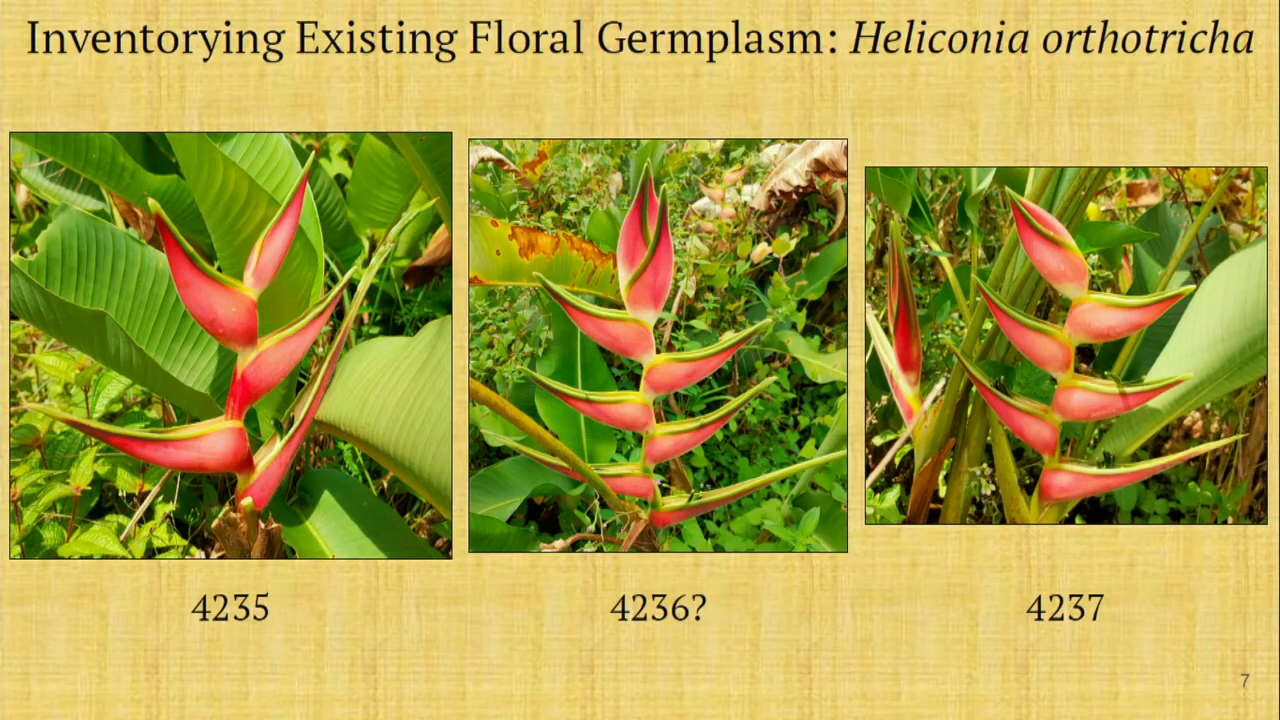 Inventorying Existing Floral Germplasm: Heliconia orthotricha
4235
4236?
4237
7